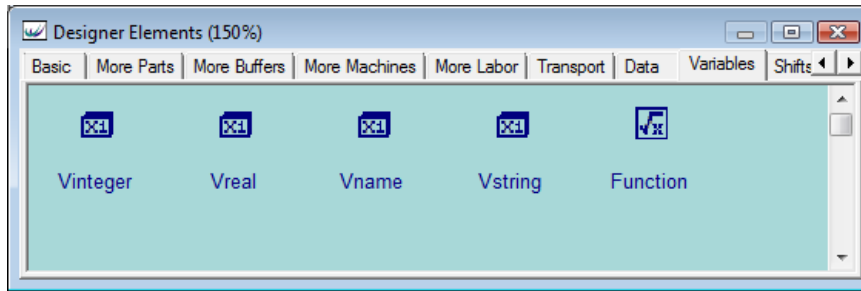 Designer Elements (150%)
Basic More Parts More Buffers More Machines More Labor Transport Data Variables Shifts
X1 X1 X1 X1 √x
Vinteger Vreal Vname Vstring Function